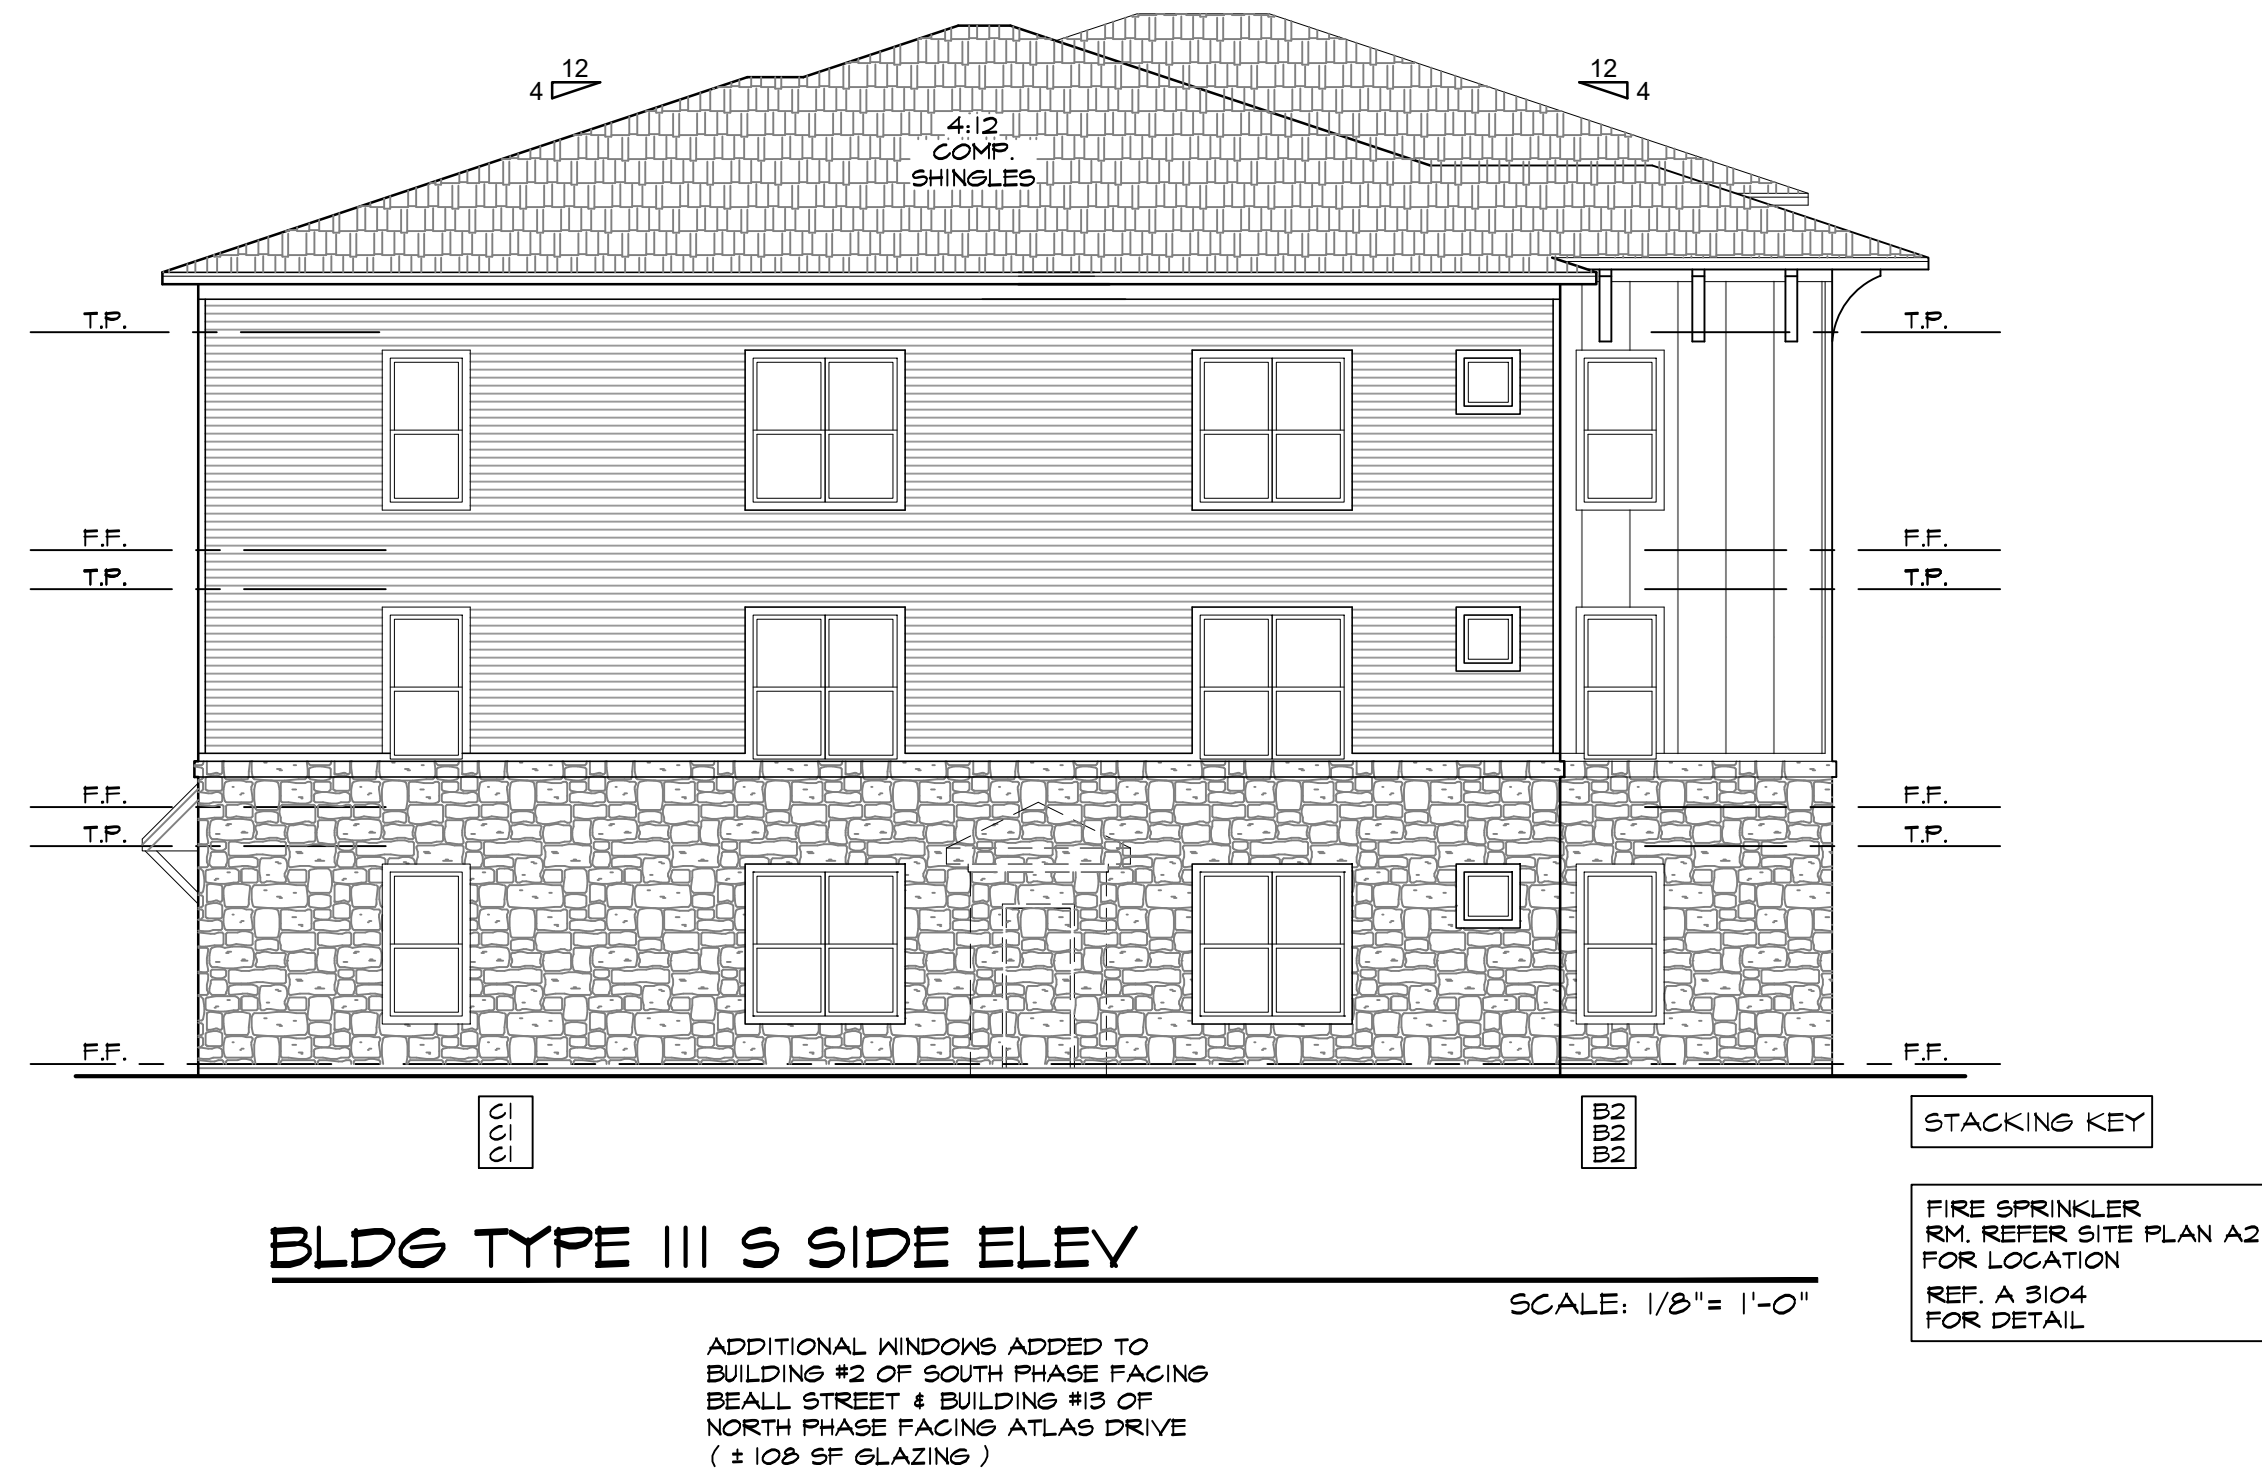 12
4
12
4
4:12
COMP.
SHINGLES
T.P.
T.P.
F.F.
F.F.
T.P.
T.P.
F.F.
F.F.
T.P.
T.P.
F.F.
F.F.
C1
C1
C1
B2
B2
B2
STACKING KEY
FIRE SPRINKLER
RM. REFER SITE PLAN A2
FOR LOCATION
REF. A 3104
FOR DETAIL
BLDG TYPE III S SIDE ELEV
SCALE: 1/8"= 1'-0"
ADDITIONAL WINDOWS ADDED TO
BUILDING #2 OF SOUTH PHASE FACING
BEALL STREET & BUILDING #13 OF
NORTH PHASE FACING ATLAS DRIVE
( ± 108 SF GLAZING )